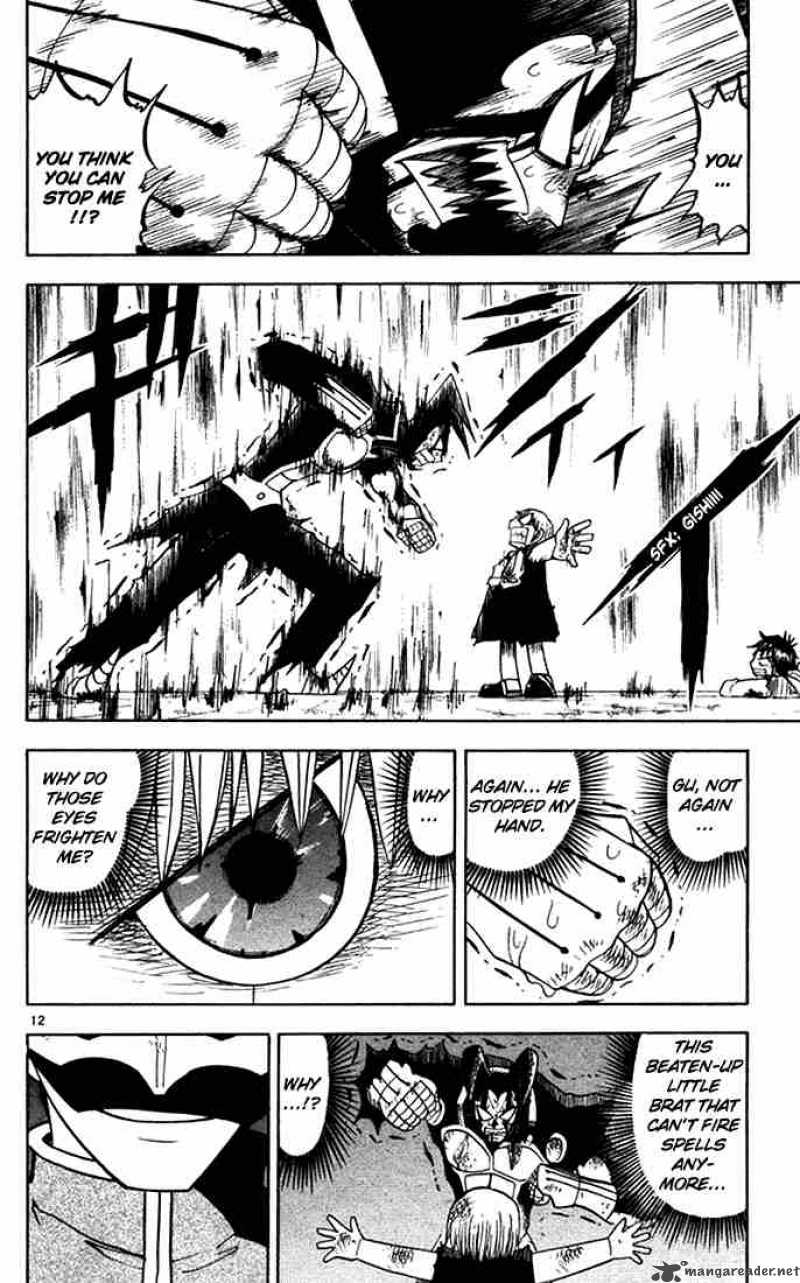 YOU
...
YOU THINK
YOU CAN
STOP ME
!!?
SFX: GISHIIII
GU, NOT
AGAIN
...
AGAIN... HE
STOPPED MY
HAND.
WHY
...
WHY DO
THOSE
EYES
FRIGHTEN
ME?
12
THIS
BEATEN-UP
LITTLE
BRAT THAT
CAN'T FIRE
SPELLS
ANY-
MORE...
WHY
...!?
mangareader.net